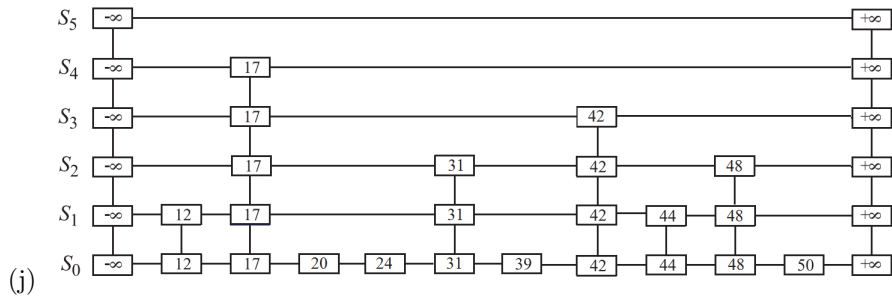 S5 -∞ +∞
S4 -∞ 17 +∞
S3 -∞ 17 42 +∞
S2 -∞ 17 31 42 48 +∞
S1 -∞ 12 17 31 42 44 48 +∞
S0 -∞ 12 17 20 24 31 39 42 44 48 50 +∞
(j)